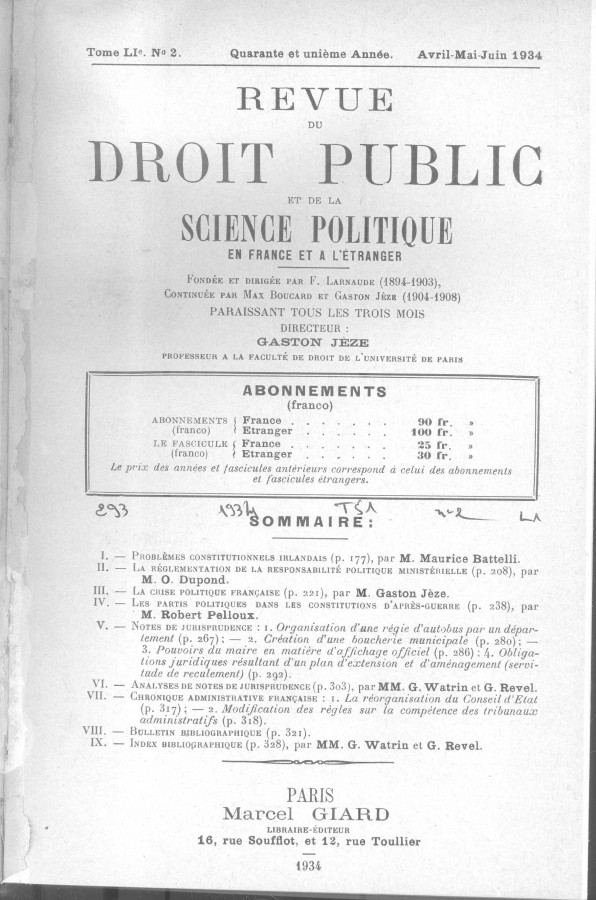 Tome LIe. No 2. Quarante et unième Année. Avril-Mai-Juin 1934
REVUE
DU
DROIT PUBLIC
ET DE LA
SCIENCE POLITIQUE
EN FRANCE ET A L'ÉTRANGER
FONDÉE ET DIRIGÉE PAR F. LARNAUDE (1894-1903),
CONTINUÉE PAR MAX BOUCARD ET GASTON JÈZE (1904-1908)
PARAISSANT TOUS LES TROIS MOIS
DIRECTEUR :
GASTON JÈZE
PROFESSEUR A LA FACULTÉ DE DROIT DE L'UNIVERSITÉ DE PARIS
ABONNEMENTS
(franco)
ABONNEMENTS { France . . . . . . . 90 fr. »
(franco) { Etranger . . . . . . 100 fr. »
LE FASCICULE { France . . . . . . . 25 fr. »
(franco) { Etranger . . . . . . 30 fr. »
Le prix des années et fascicules antérieurs correspond à celui des abonnements
et fascicules étrangers.
293 1934 T51 n°2 L1
SOMMAIRE :
I. — PROBLÈMES CONSTITUTIONNELS IRLANDAIS (p. 177), par M. Maurice Battelli.
II. — LA RÉGLEMENTATION DE LA RESPONSABILITÉ POLITIQUE MINISTÉRIELLE (p. 208), par
M. O. Dupond.
III. — LA CRISE POLITIQUE FRANÇAISE (p. 221), par M. Gaston Jèze.
IV. — LES PARTIS POLITIQUES DANS LES CONSTITUTIONS D'APRÈS-GUERRE (p. 238), par
M. Robert Pelloux.
V. — NOTES DE JURISPRUDENCE : 1. Organisation d'une régie d'autobus par un dépar-
tement (p. 267) ; — 2. Création d'une boucherie municipale (p. 280) ; —
3. Pouvoirs du maire en matière d'affichage officiel (p. 286) : 4. Obliga-
tions juridiques résultant d'un plan d'extension et d'aménagement (servi-
tude de reculement) (p. 292).
VI. — ANALYSES DE NOTES DE JURISPRUDENCE (p. 303), par MM. G. Watrin et G. Revel.
VII. — CHRONIQUE ADMINISTRATIVE FRANÇAISE : 1. La réorganisation du Conseil d'Etat
(p. 317) ; — 2. Modification des règles sur la compétence des tribunaux
administratifs (p. 318).
VIII. — BULLETIN BIBLIOGRAPHIQUE (p. 321).
IX. — INDEX BIBLIOGRAPHIQUE (p. 328), par MM. G. Watrin et G. Revel.
PARIS
Marcel GIARD
LIBRAIRE-ÉDITEUR
16, rue Soufflot, et 12, rue Toullier
1934